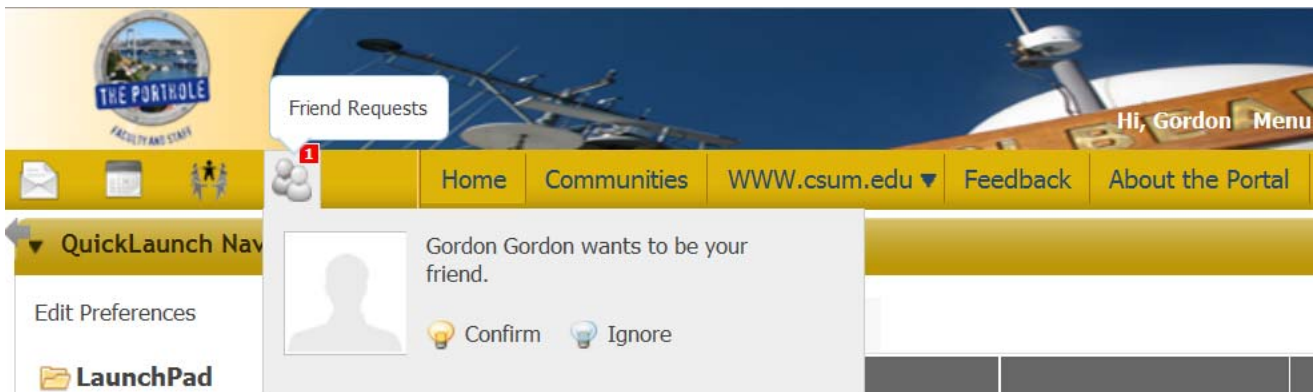 THE PORTHOLE
FACULTY AND STAFF
Friend Requests
Hi, Gordon Menu
1
Home Communities WWW.csum.edu ▼ Feedback About the Portal
QuickLaunch Nav
Gordon Gordon wants to be your
friend.
Edit Preferences
Confirm Ignore
LaunchPad